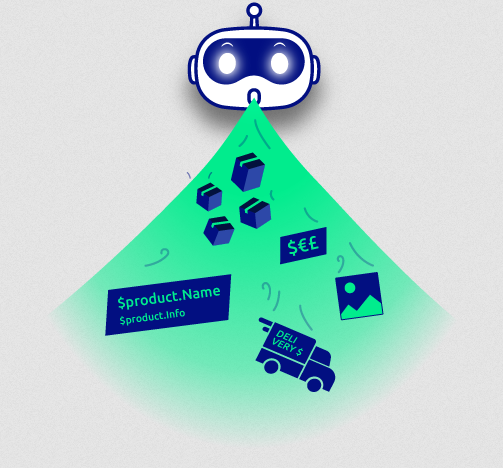 $€£
$product.Name
$product.Info
DELI
VERY $